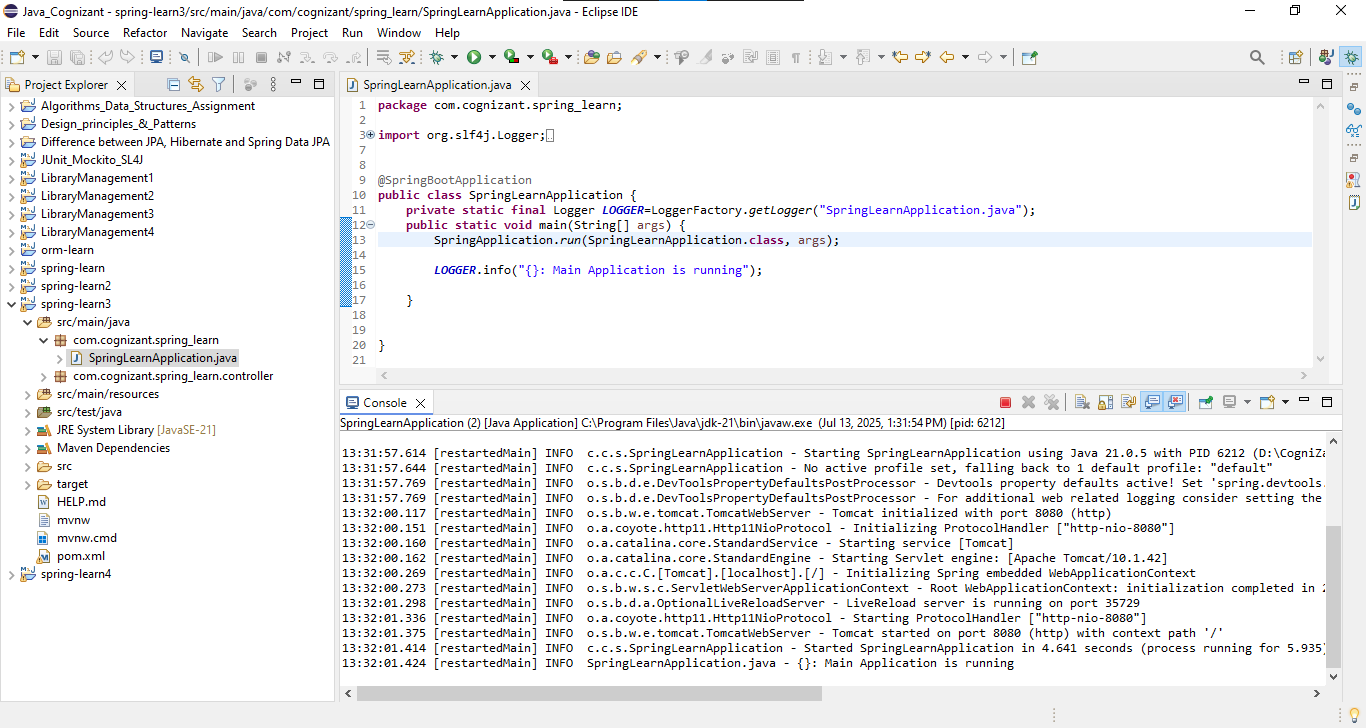 Java_Cognizant - spring-learn3/src/main/java/com/cognizant/spring_learn/SpringLearnApplication.java - Eclipse IDE
File Edit Source Refactor Navigate Search Project Run Window Help
Project Explorer
Algorithms_Data_Structures_Assignment
Design_principles_&_Patterns
Difference between JPA, Hibernate and Spring Data JPA
JUnit_Mockito_SL4J
LibraryManagement1
LibraryManagement2
LibraryManagement3
LibraryManagement4
orm-learn
spring-learn
spring-learn2
spring-learn3
src/main/java
com.cognizant.spring_learn
SpringLearnApplication.java
com.cognizant.spring_learn.controller
src/main/resources
src/test/java
JRE System Library [JavaSE-21]
Maven Dependencies
src
target
HELP.md
mvnw
mvnw.cmd
pom.xml
spring-learn4
SpringLearnApplication.java
1 package com.cognizant.spring_learn;
2
3 import org.slf4j.Logger;
7
8
9 @SpringBootApplication
10 public class SpringLearnApplication {
11 private static final Logger LOGGER=LoggerFactory.getLogger("SpringLearnApplication.java");
12 public static void main(String[] args) {
13 SpringApplication.run(SpringLearnApplication.class, args);
14
15 LOGGER.info("{}: Main Application is running");
16
17 }
18
19
20 }
21
Console
SpringLearnApplication (2) [Java Application] C:\Program Files\Java\jdk-21\bin\javaw.exe (Jul 13, 2025, 1:31:54 PM) [pid: 6212]
13:31:57.614 [restartedMain] INFO c.c.s.SpringLearnApplication - Starting SpringLearnApplication using Java 21.0.5 with PID 6212 (D:\CogniZa
13:31:57.644 [restartedMain] INFO c.c.s.SpringLearnApplication - No active profile set, falling back to 1 default profile: "default"
13:31:57.769 [restartedMain] INFO o.s.b.d.e.DevToolsPropertyDefaultsPostProcessor - Devtools property defaults active! Set 'spring.devtools.
13:31:57.769 [restartedMain] INFO o.s.b.d.e.DevToolsPropertyDefaultsPostProcessor - For additional web related logging consider setting the
13:32:00.117 [restartedMain] INFO o.s.b.w.e.tomcat.TomcatWebServer - Tomcat initialized with port 8080 (http)
13:32:00.151 [restartedMain] INFO o.a.coyote.http11.Http11NioProtocol - Initializing ProtocolHandler ["http-nio-8080"]
13:32:00.160 [restartedMain] INFO o.a.catalina.core.StandardService - Starting service [Tomcat]
13:32:00.162 [restartedMain] INFO o.a.catalina.core.StandardEngine - Starting Servlet engine: [Apache Tomcat/10.1.42]
13:32:00.269 [restartedMain] INFO o.a.c.c.C.[Tomcat].[localhost].[/] - Initializing Spring embedded WebApplicationContext
13:32:00.273 [restartedMain] INFO o.s.b.w.s.c.ServletWebServerApplicationContext - Root WebApplicationContext: initialization completed in 2
13:32:01.298 [restartedMain] INFO o.s.b.d.a.OptionalLiveReloadServer - LiveReload server is running on port 35729
13:32:01.336 [restartedMain] INFO o.a.coyote.http11.Http11NioProtocol - Starting ProtocolHandler ["http-nio-8080"]
13:32:01.375 [restartedMain] INFO o.s.b.w.e.tomcat.TomcatWebServer - Tomcat started on port 8080 (http) with context path '/'
13:32:01.414 [restartedMain] INFO c.c.s.SpringLearnApplication - Started SpringLearnApplication in 4.641 seconds (process running for 5.935)
13:32:01.424 [restartedMain] INFO SpringLearnApplication.java - {}: Main Application is running